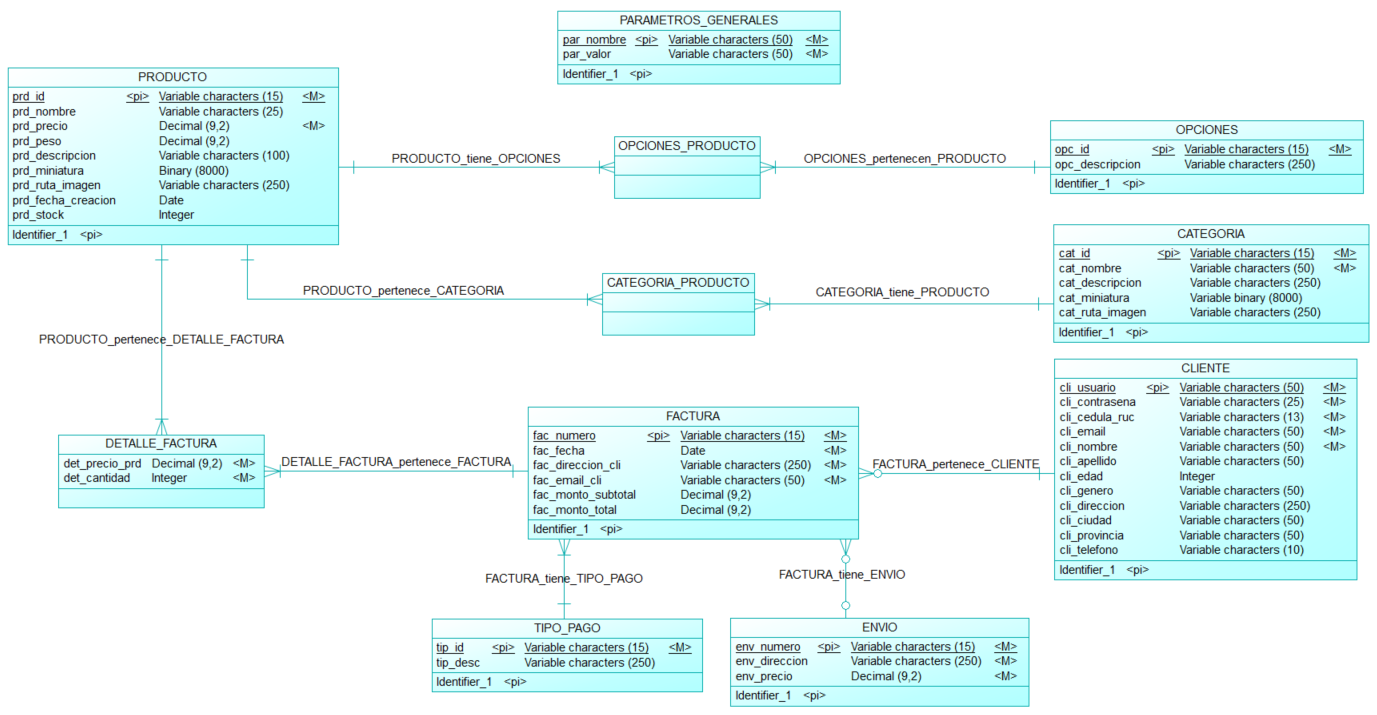 PARAMETROS_GENERALES
par_nombre <pi> Variable characters (50) <M>
par_valor Variable characters (50) <M>
Identifier_1 <pi>
PRODUCTO
prd_id <pi> Variable characters (15) <M>
prd_nombre Variable characters (25)
prd_precio Decimal (9,2) <M>
prd_peso Decimal (9,2)
prd_descripcion Variable characters (100)
prd_miniatura Binary (8000)
prd_ruta_imagen Variable characters (250)
prd_fecha_creacion Date
prd_stock Integer
Identifier_1 <pi>
PRODUCTO_tiene_OPCIONES
OPCIONES_PRODUCTO
OPCIONES_pertenecen_PRODUCTO
OPCIONES
opc_id <pi> Variable characters (15) <M>
opc_descripcion Variable characters (250)
Identifier_1 <pi>
PRODUCTO_pertenece_CATEGORIA
CATEGORIA_PRODUCTO
CATEGORIA_tiene_PRODUCTO
CATEGORIA
cat_id <pi> Variable characters (15) <M>
cat_nombre Variable characters (50) <M>
cat_descripcion Variable characters (250)
cat_miniatura Variable binary (8000)
cat_ruta_imagen Variable characters (250)
Identifier_1 <pi>
PRODUCTO_pertenece_DETALLE_FACTURA
DETALLE_FACTURA
det_precio_prd Decimal (9,2) <M>
det_cantidad Integer <M>
DETALLE_FACTURA_pertenece_FACTURA
FACTURA
fac_numero <pi> Variable characters (15) <M>
fac_fecha Date <M>
fac_direccion_cli Variable characters (250) <M>
fac_email_cli Variable characters (50) <M>
fac_monto_subtotal Decimal (9,2)
fac_monto_total Decimal (9,2)
Identifier_1 <pi>
FACTURA_pertenece_CLIENTE
CLIENTE
cli_usuario <pi> Variable characters (50) <M>
cli_contrasena Variable characters (25) <M>
cli_cedula_ruc Variable characters (13) <M>
cli_email Variable characters (50) <M>
cli_nombre Variable characters (50) <M>
cli_apellido Variable characters (50)
cli_edad Integer
cli_genero Variable characters (50)
cli_direccion Variable characters (250)
cli_ciudad Variable characters (50)
cli_provincia Variable characters (50)
cli_telefono Variable characters (10)
Identifier_1 <pi>
FACTURA_tiene_TIPO_PAGO
FACTURA_tiene_ENVIO
TIPO_PAGO
tip_id <pi> Variable characters (15) <M>
tip_desc Variable characters (250)
Identifier_1 <pi>
ENVIO
env_numero <pi> Variable characters (15) <M>
env_direccion Variable characters (250) <M>
env_precio Decimal (9,2) <M>
Identifier_1 <pi>